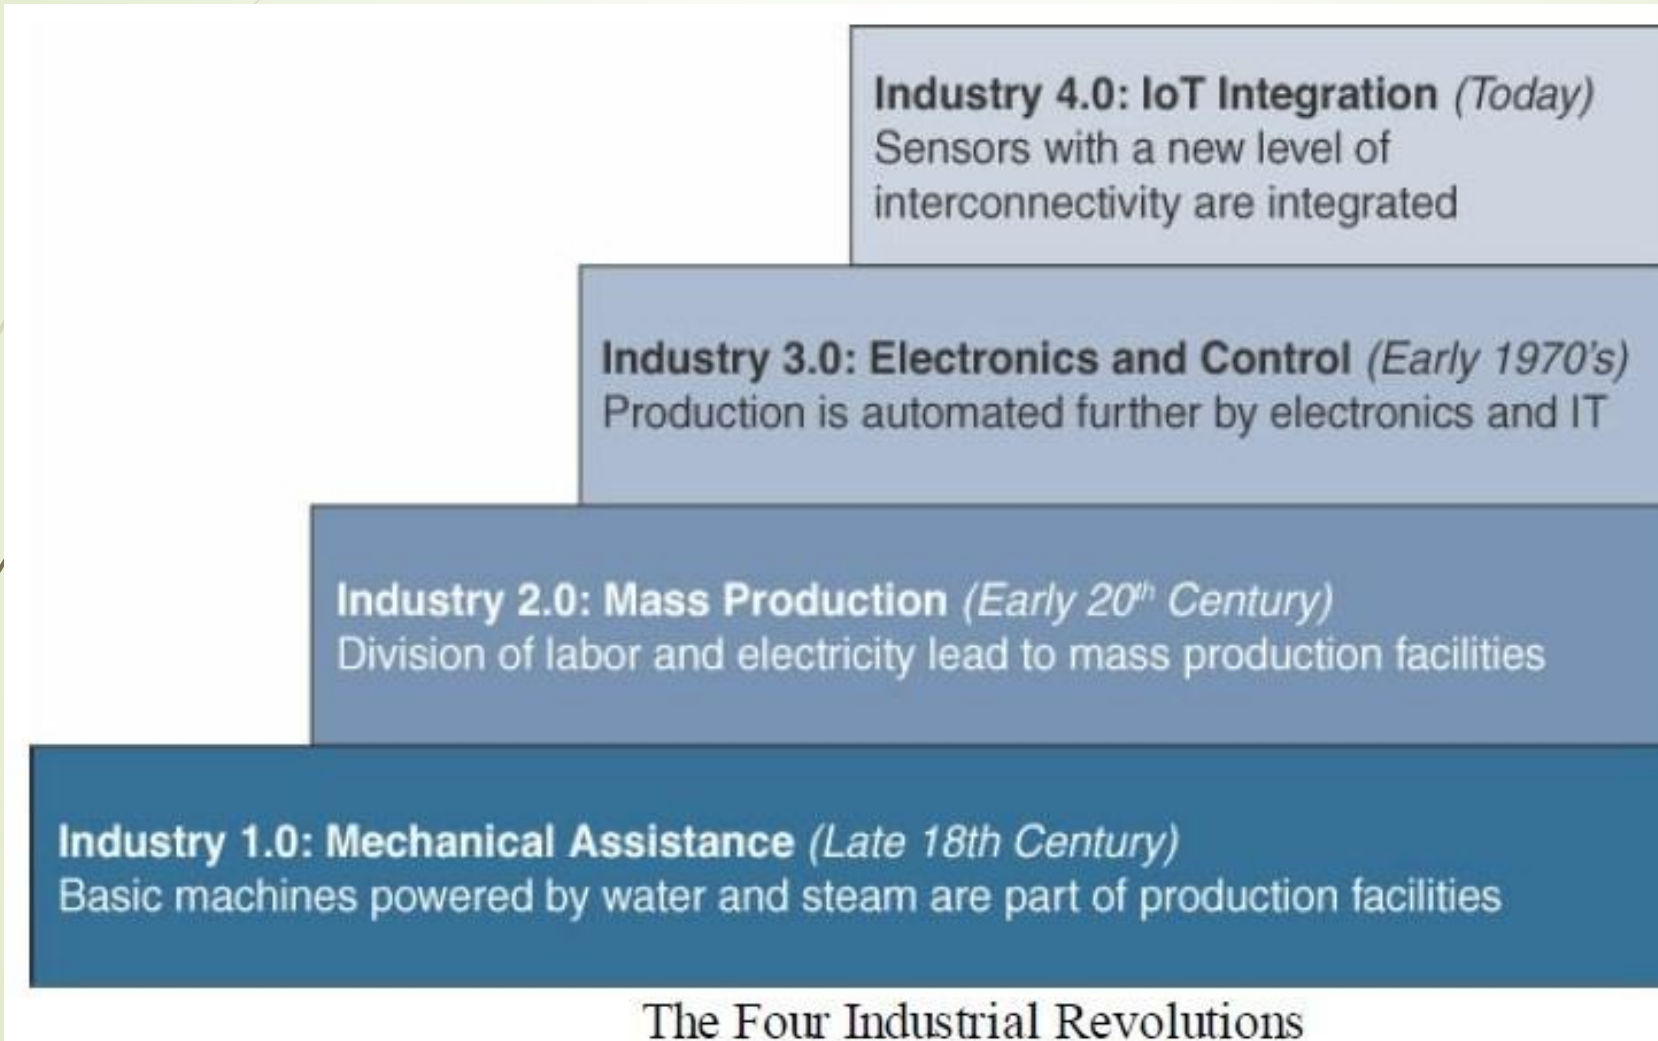 Industry 4.0: IoT Integration (Today)
Sensors with a new level of
interconnectivity are integrated
Industry 3.0: Electronics and Control (Early 1970's)
Production is automated further by electronics and IT
Industry 2.0: Mass Production (Early 20th Century)
Division of labor and electricity lead to mass production facilities
Industry 1.0: Mechanical Assistance (Late 18th Century)
Basic machines powered by water and steam are part of production facilities
The Four Industrial Revolutions